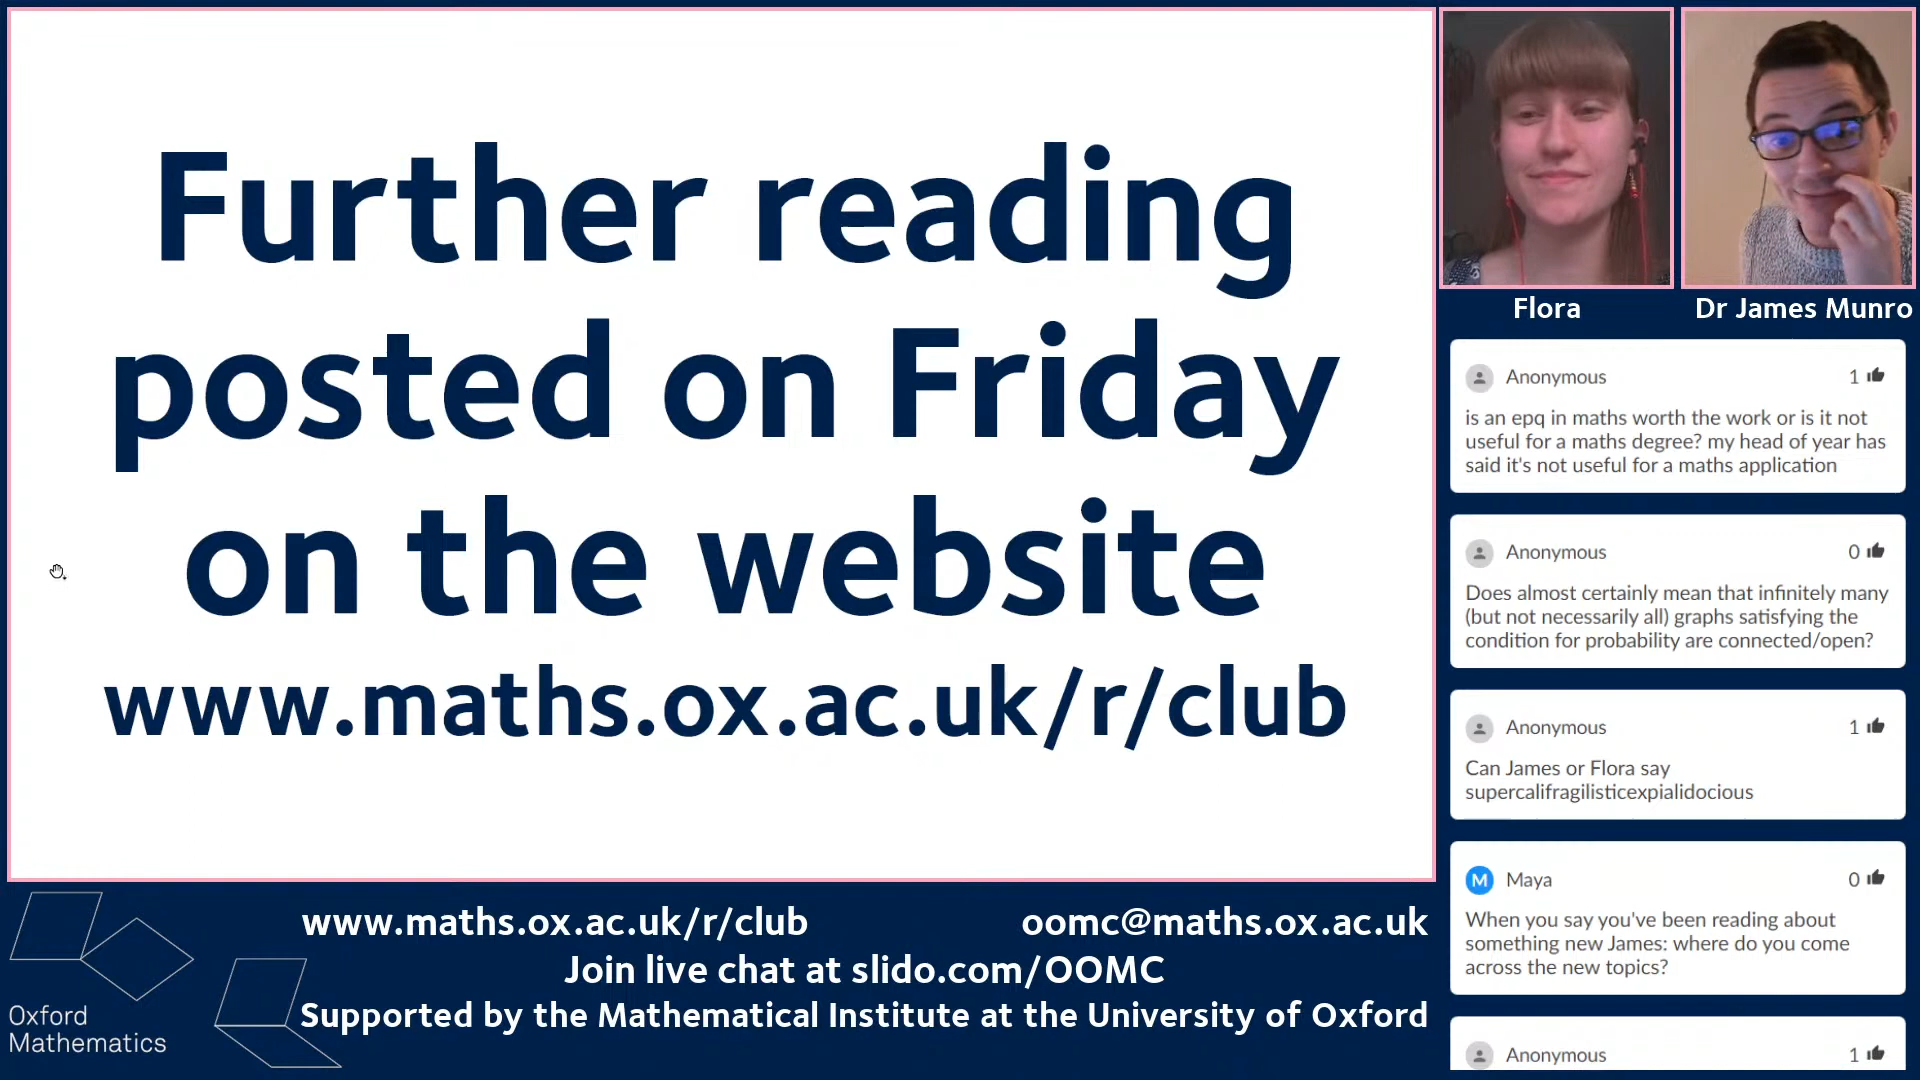 Further reading
posted on Friday
on the website
www.maths.ox.ac.uk/r/club
Flora
Dr James Munro
Anonymous
1
is an epq in maths worth the work or is it not
useful for a maths degree? my head of year has
said it's not useful for a maths application
Anonymous
0
Does almost certainly mean that infinitely many
(but not necessarily all) graphs satisfying the
condition for probability are connected/open?
Anonymous
1
Can James or Flora say
supercalifragilisticexpialidocious
M
Maya
0
When you say you've been reading about
something new James: where do you come
across the new topics?
Anonymous
1
www.maths.ox.ac.uk/r/club
oomc@maths.ox.ac.uk
Join live chat at slido.com/OOMC
Supported by the Mathematical Institute at the University of Oxford
Oxford
Mathematics